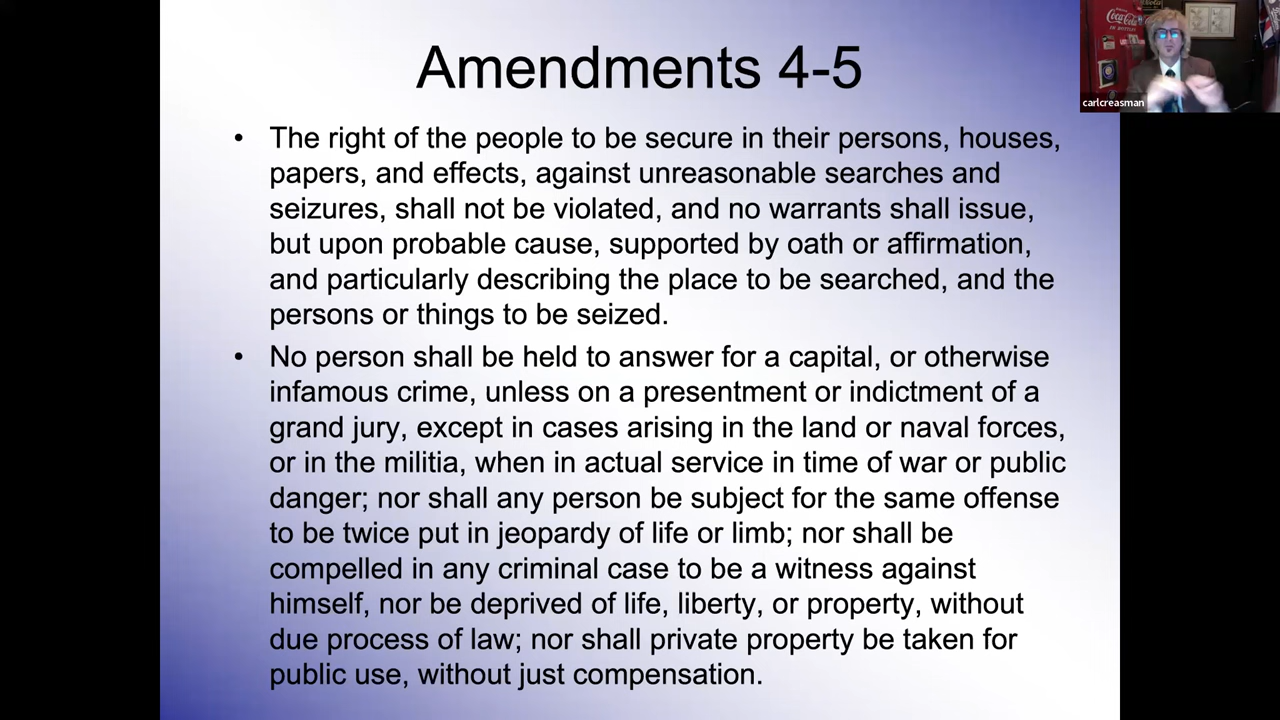 Amendments 4-5
• The right of the people to be secure in their persons, houses,
papers, and effects, against unreasonable searches and
seizures, shall not be violated, and no warrants shall issue,
but upon probable cause, supported by oath or affirmation,
and particularly describing the place to be searched, and the
persons or things to be seized.
• No person shall be held to answer for a capital, or otherwise
infamous crime, unless on a presentment or indictment of a
grand jury, except in cases arising in the land or naval forces,
or in the militia, when in actual service in time of war or public
danger; nor shall any person be subject for the same offense
to be twice put in jeopardy of life or limb; nor shall be
compelled in any criminal case to be a witness against
himself, nor be deprived of life, liberty, or property, without
due process of law; nor shall private property be taken for
public use, without just compensation.
Coca-Cola
carlcreasman